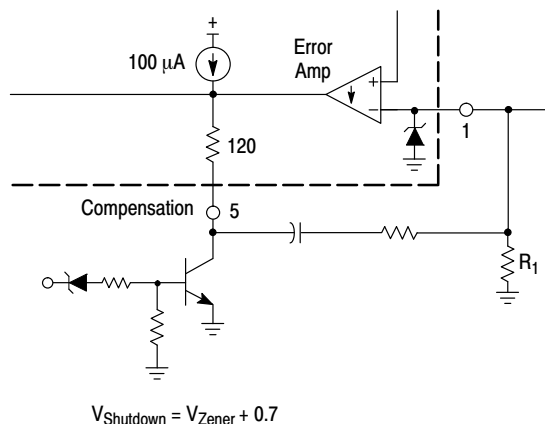 +
100 μA
Error
Amp
+
−
1
120
Compensation
5
R1
VShutdown = VZener + 0.7